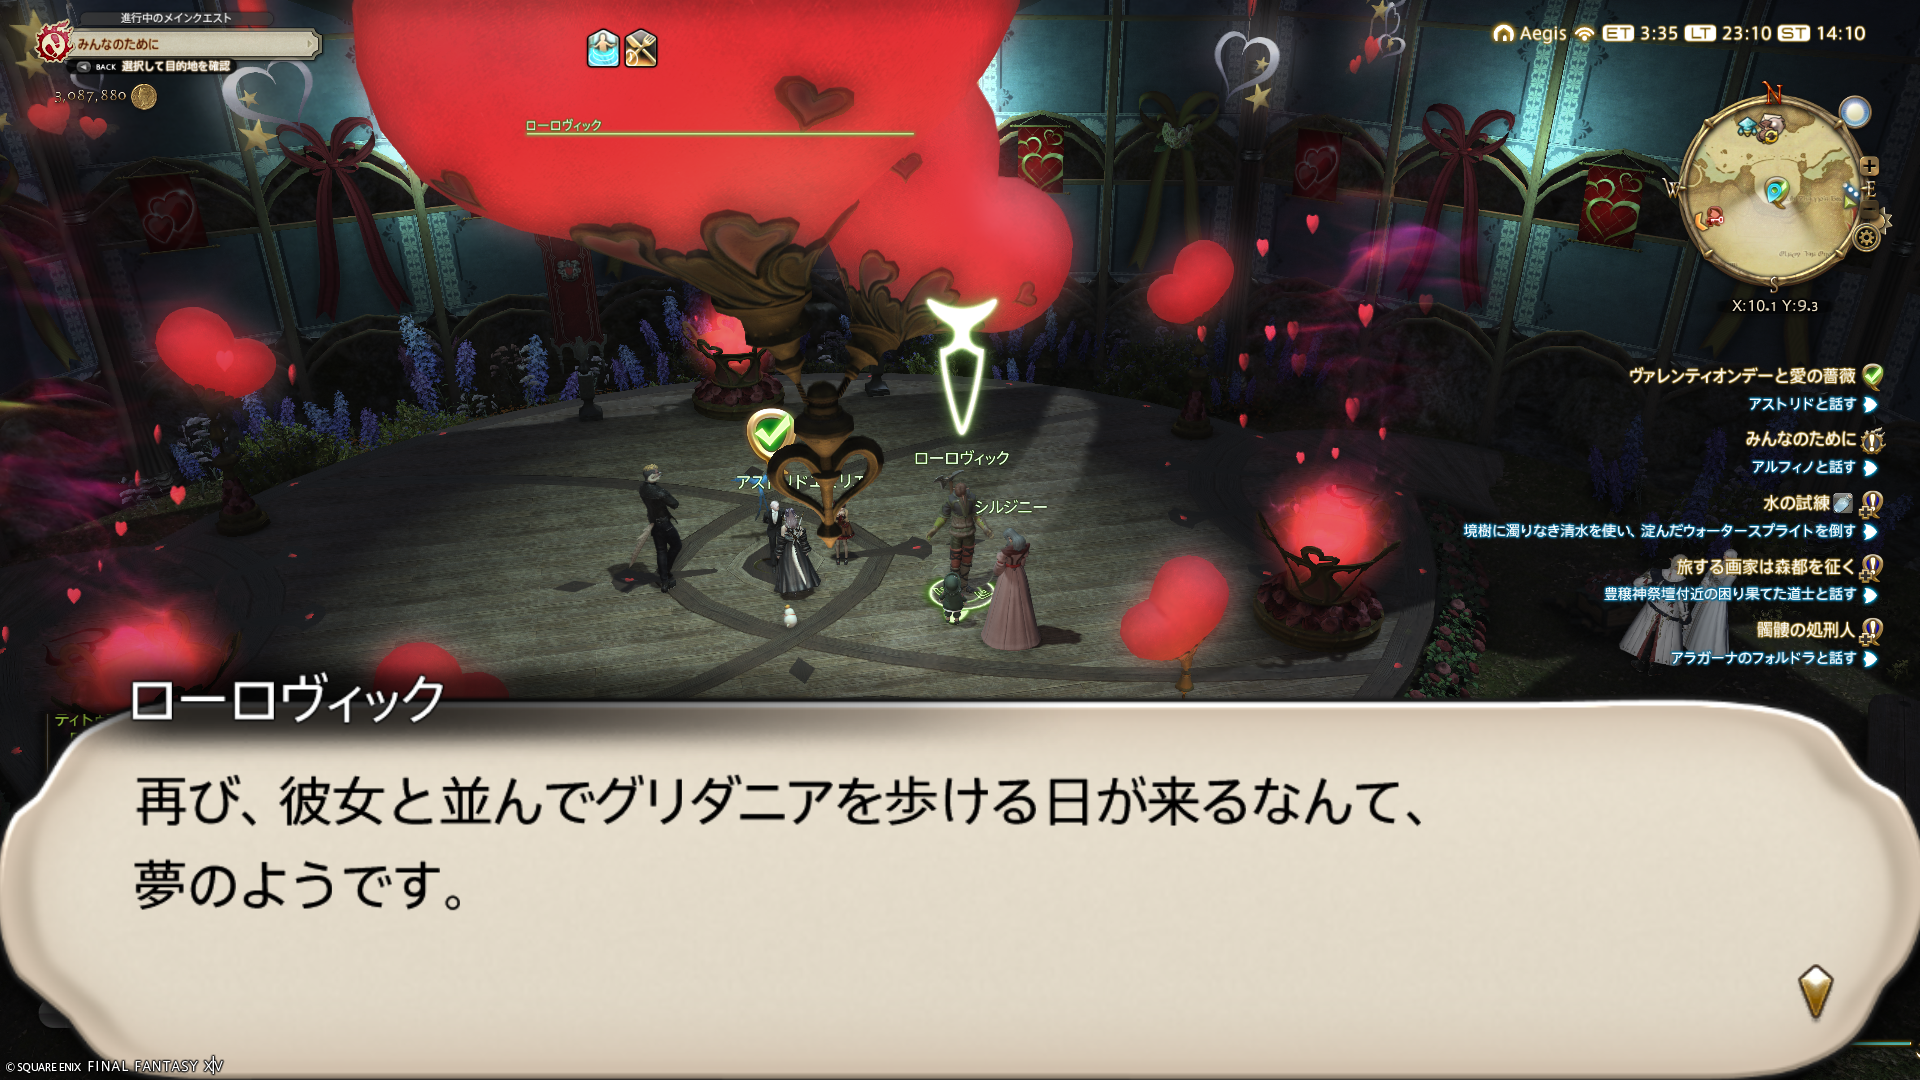 進行中のメインクエスト
みんなのために
BACK 選択して目的地を確認
3,087,880
Aegis ET 3:35 LT 23:10 ST 14:10
ローロヴィック
N
W
E
S
X:10.1 Y:9.3
ヴァレンティオンデーと愛の薔薇
アストリドと話す
みんなのために
アルフィノと話す
水の試練
境樹に濁りなき清水を使い、淀んだウォータースプライトを倒す
旅する画家は森都を征く
豊穣神祭壇付近の困り果てた道士と話す
髑髏の処刑人
アラガーナのフォルドラと話す
ローロヴィック
シルジニー
ローロヴィック
再び、彼女と並んでグリダニアを歩ける日が来るなんて、
夢のようです。
© SQUARE ENIX FINAL FANTASY XIV